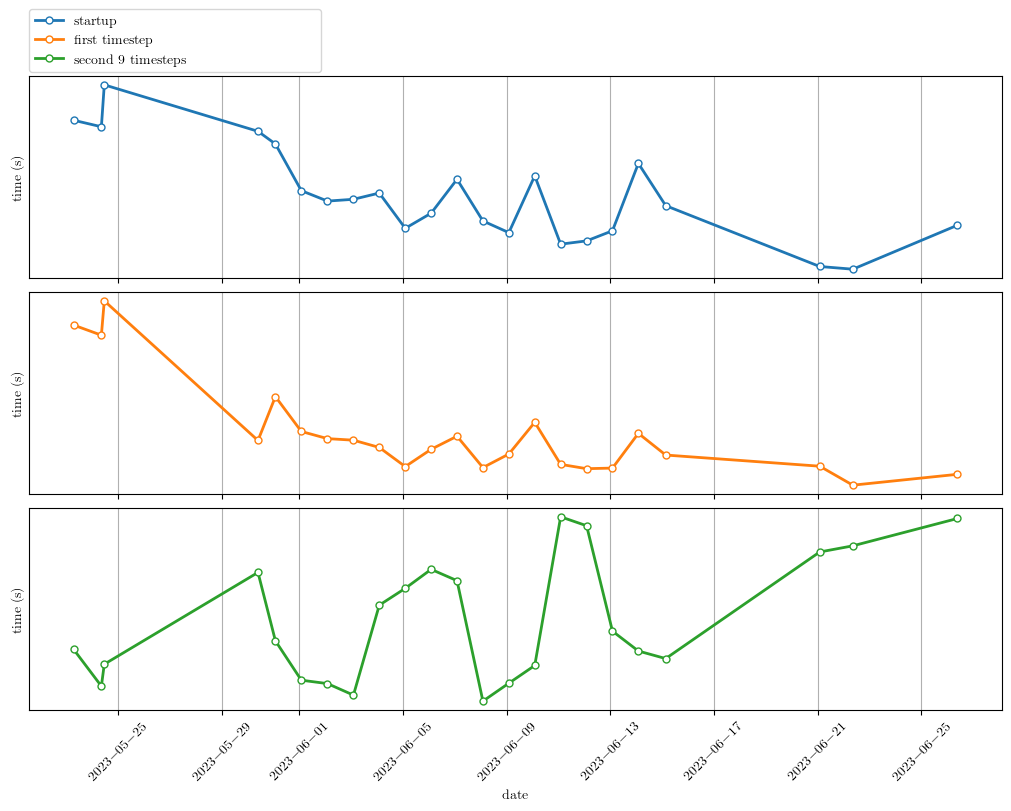 startup
first timestep
second 9 timesteps
time (s)
time (s)
time (s)
2023−05−25
2023−05−29
2023−06−01
2023−06−05
2023−06−09
2023−06−13
2023−06−17
2023−06−21
2023−06−25
date